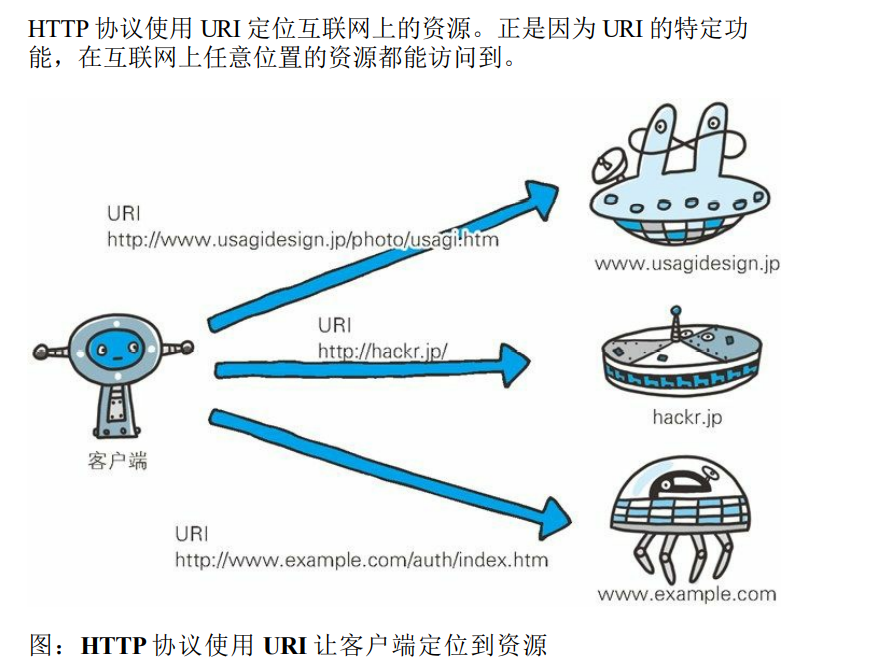 HTTP 协议使用 URI 定位互联网上的资源。正是因为 URI 的特定功
能，在互联网上任意位置的资源都能访问到。
URI
http://www.usagidesign.jp/photo/usagi.htm
www.usagidesign.jp
URI
http://hackr.jp/
hackr.jp
客户端
URI
http://www.example.com/auth/index.htm
www.example.com
图：HTTP 协议使用 URI 让客户端定位到资源